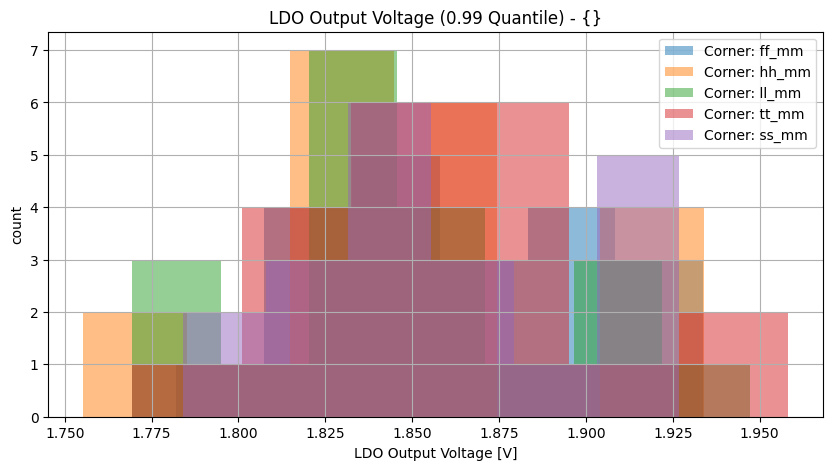 LDO Output Voltage (0.99 Quantile) - {}
Corner: ff_mm
Corner: hh_mm
Corner: ll_mm
Corner: tt_mm
Corner: ss_mm
7
6
5
4
3
2
1
0
count
1.750 1.775 1.800 1.825 1.850 1.875 1.900 1.925 1.950
LDO Output Voltage [V]